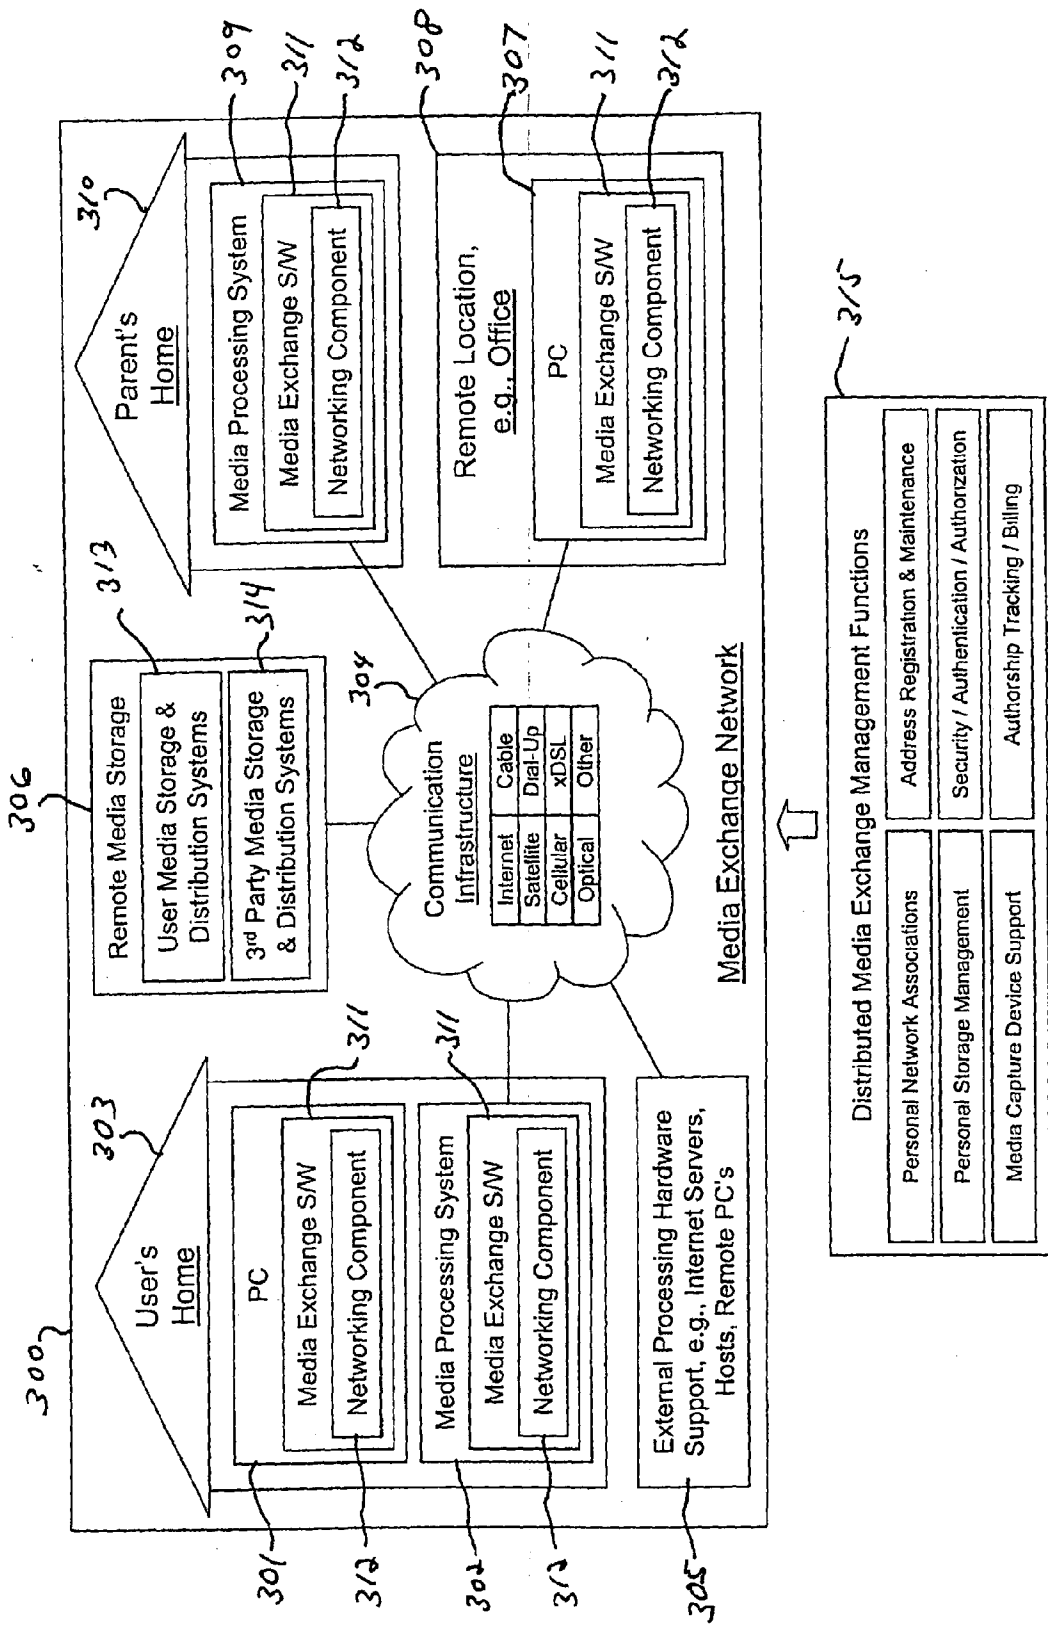 300
303
User's
Home
PC
Media Exchange S/W
Networking Component
311
301
312
Media Processing System
Media Exchange S/W
Networking Component
311
302
312
External Processing Hardware
Support, e.g., Internet Servers,
Hosts, Remote PC's
305
306
Remote Media Storage
User Media Storage &
Distribution Systems
313
3rd Party Media Storage
& Distribution Systems
314
304
Communication
Infrastructure
Internet Cable
Satellite Dial-Up
Cellular xDSL
Optical Other
Media Exchange Network
310
Parent's
Home
Media Processing System
Media Exchange S/W
Networking Component
309
311
312
308
Remote Location,
e.g., Office
307
PC
Media Exchange S/W
Networking Component
311
312
315
Distributed Media Exchange Management Functions
Personal Network Associations
Address Registration & Maintenance
Personal Storage Management
Security / Authentication / Authorization
Media Capture Device Support
Authorship Tracking / Billing